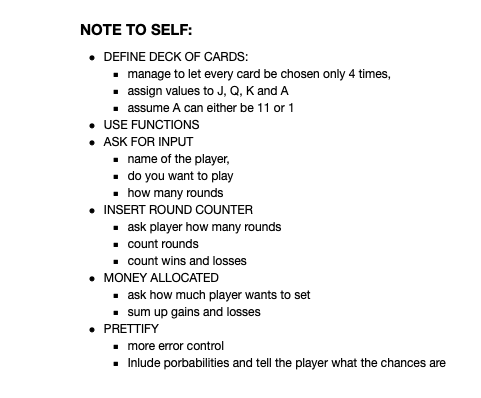 NOTE TO SELF:
• DEFINE DECK OF CARDS:
▪ manage to let every card be chosen only 4 times,
▪ assign values to J, Q, K and A
▪ assume A can either be 11 or 1
• USE FUNCTIONS
• ASK FOR INPUT
▪ name of the player,
▪ do you want to play
▪ how many rounds
• INSERT ROUND COUNTER
▪ ask player how many rounds
▪ count rounds
▪ count wins and losses
• MONEY ALLOCATED
▪ ask how much player wants to set
▪ sum up gains and losses
• PRETTIFY
▪ more error control
▪ Inlude porbabilities and tell the player what the chances are